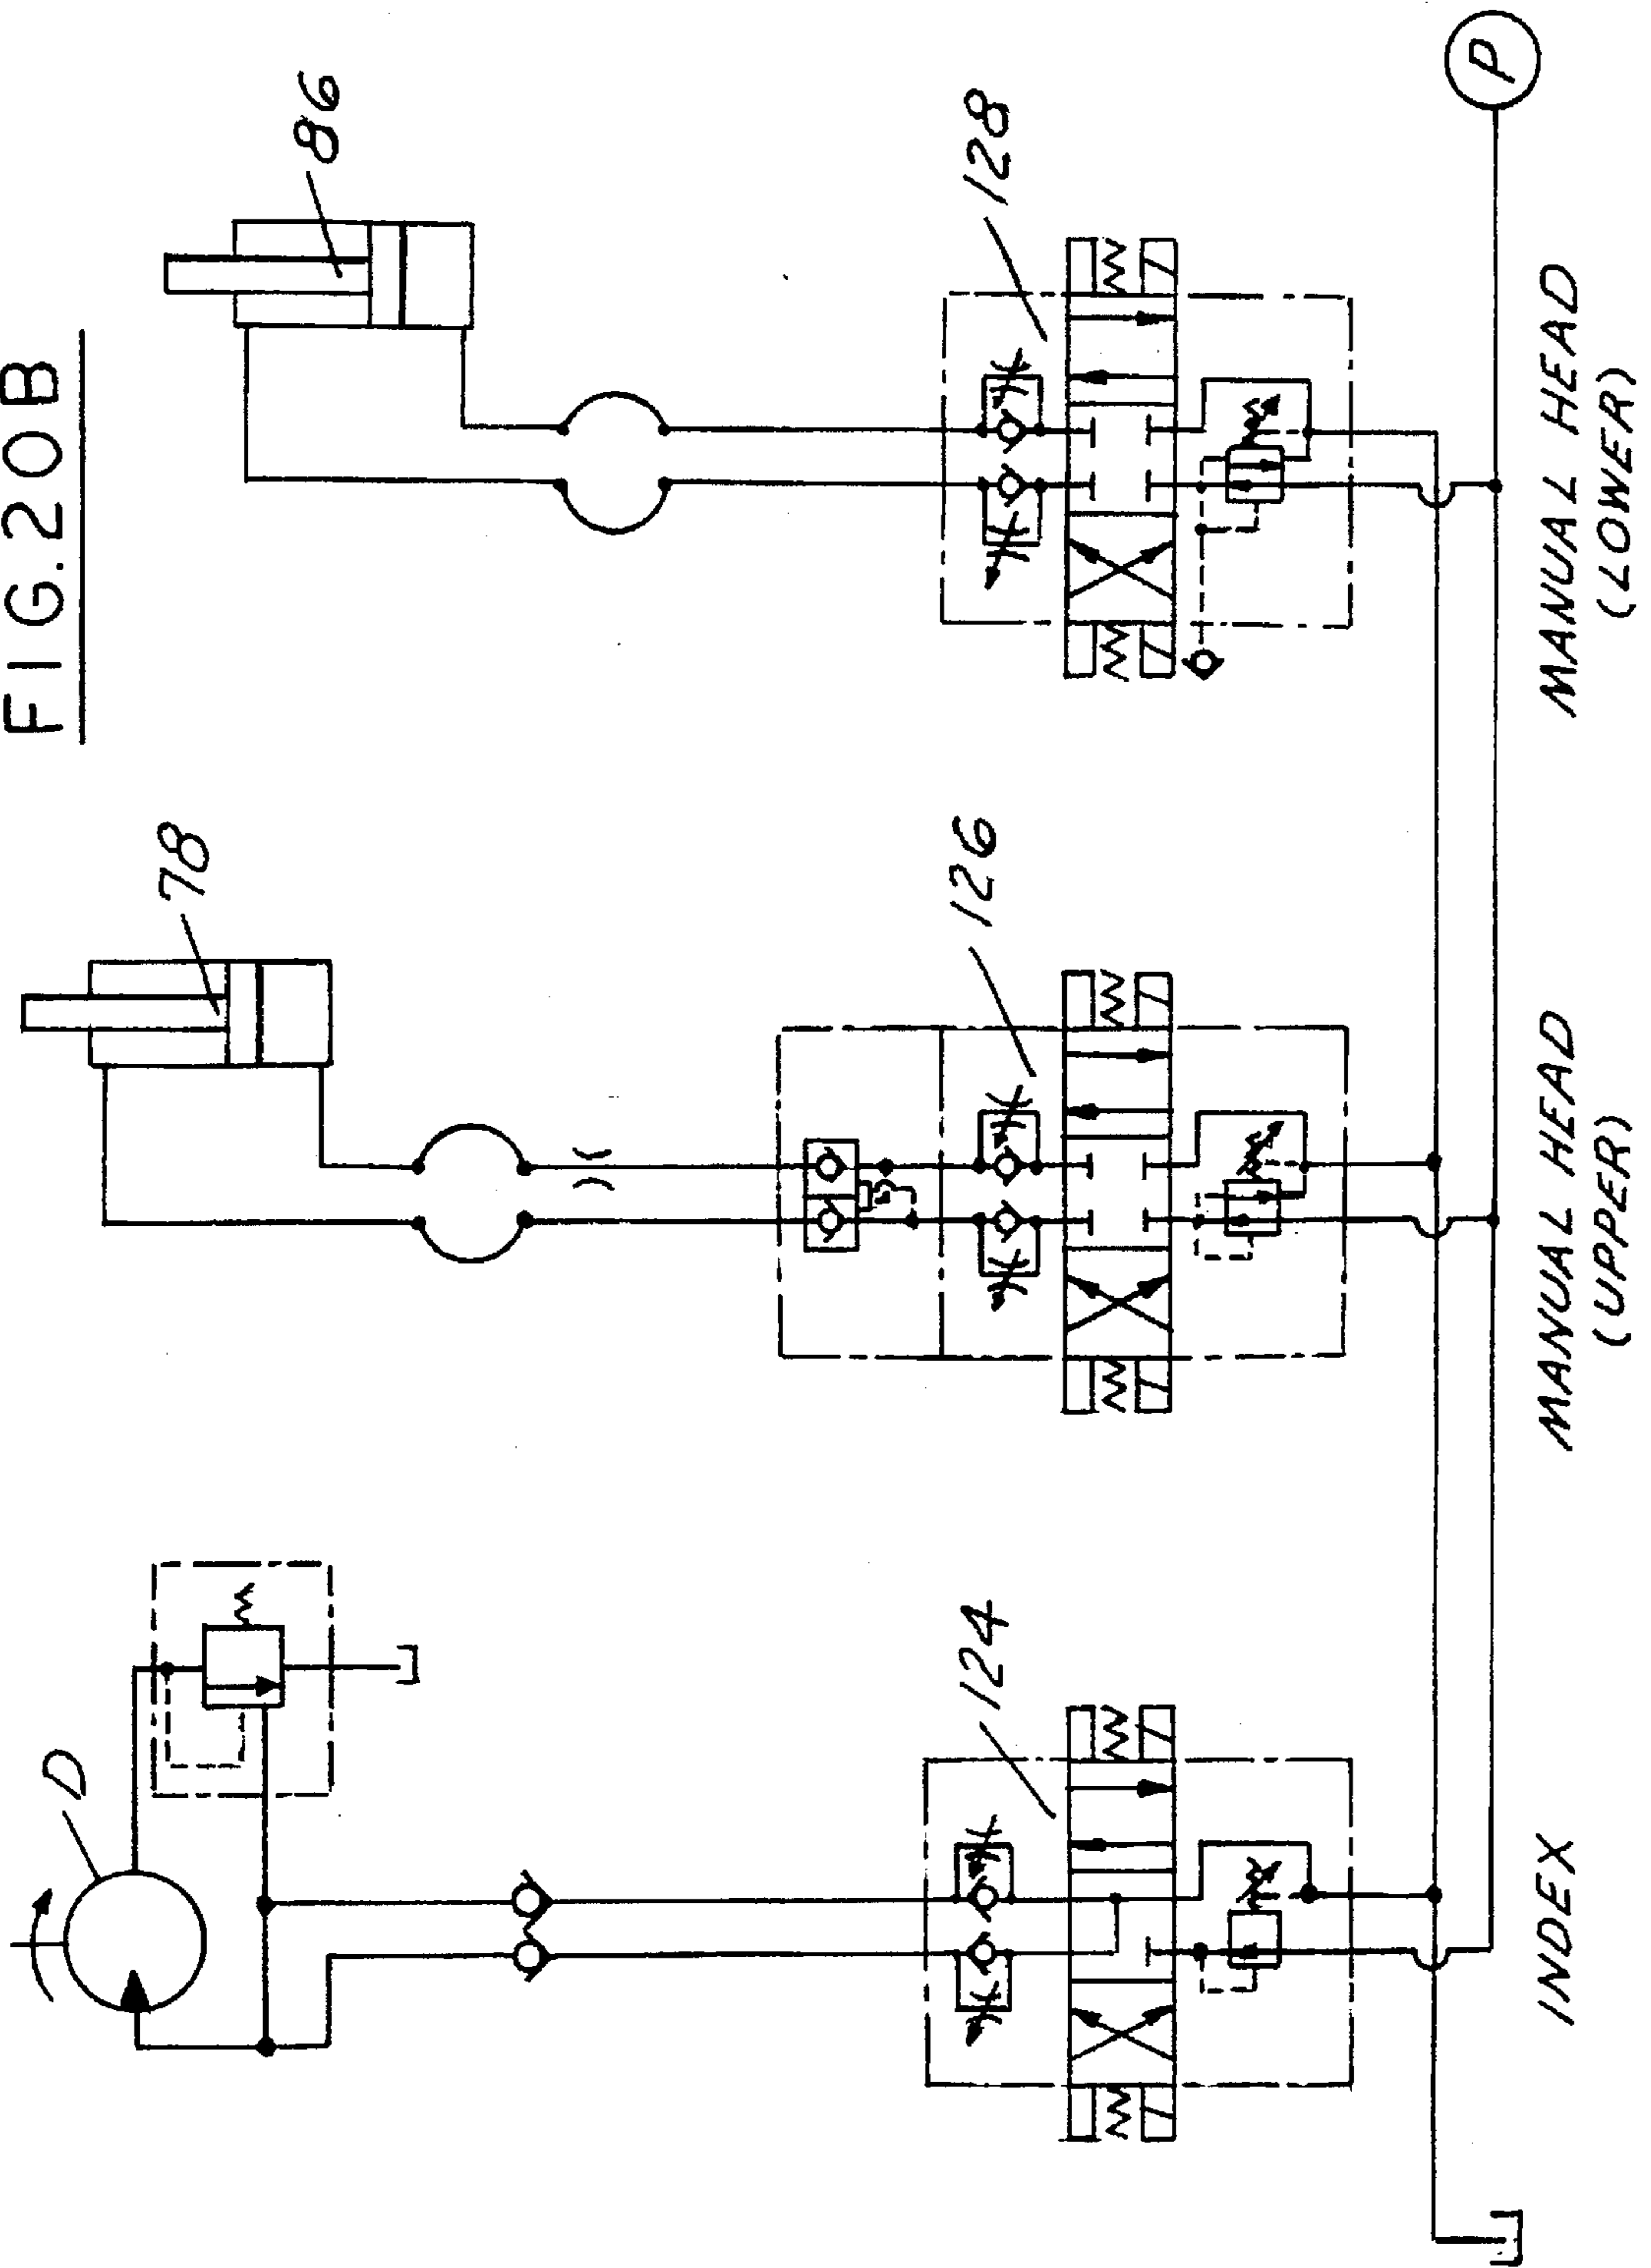 FIG.20B
D
78
86
124
126
128
P
INDEX
MANUAL HEAD
(UPPER)
MANUAL HEAD
(LOWER)